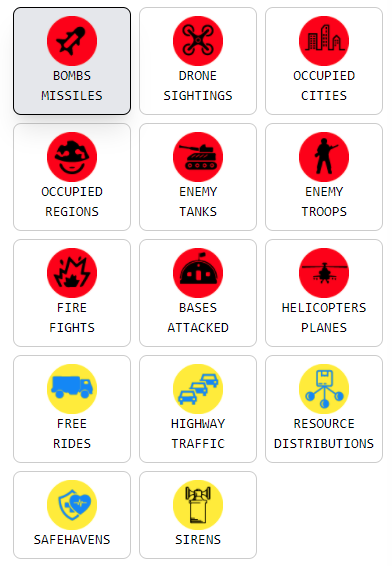 BOMBS
MISSILES
DRONE
SIGHTINGS
OCCUPIED
CITIES
OCCUPIED
REGIONS
ENEMY
TANKS
ENEMY
TROOPS
FIRE
FIGHTS
BASES
ATTACKED
HELICOPTERS
PLANES
FREE
RIDES
HIGHWAY
TRAFFIC
RESOURCE
DISTRIBUTIONS
SAFEHAVENS
SIRENS